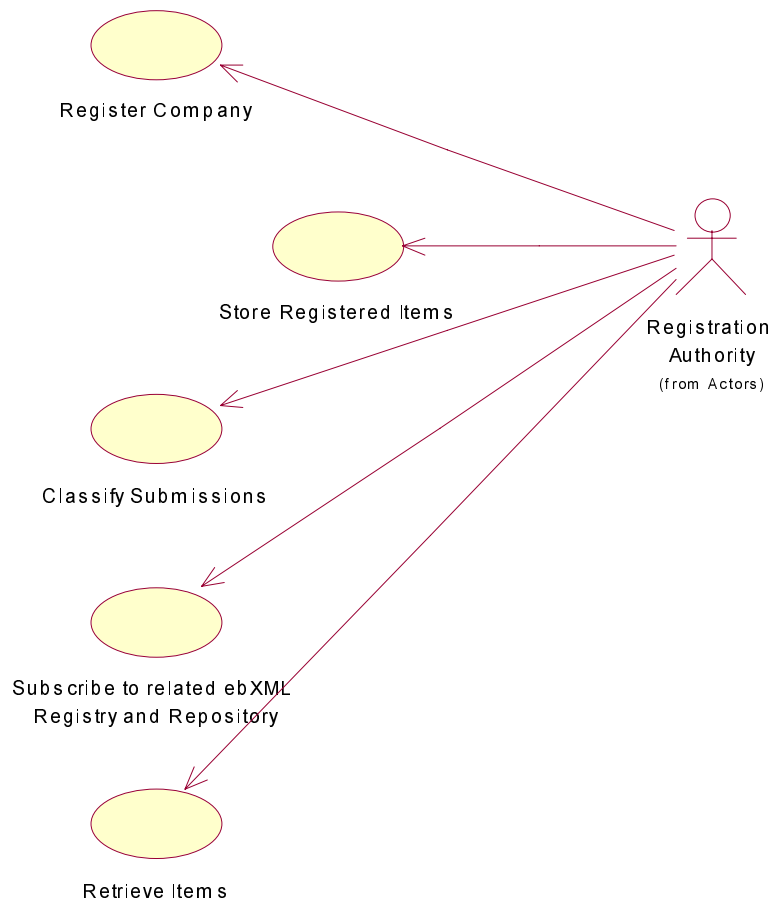 Register Company
Store Registered Items
Registration
Authority
(from Actors)
Classify Submissions
Subscribe to related ebXML
Registry and Repository
Retrieve Items